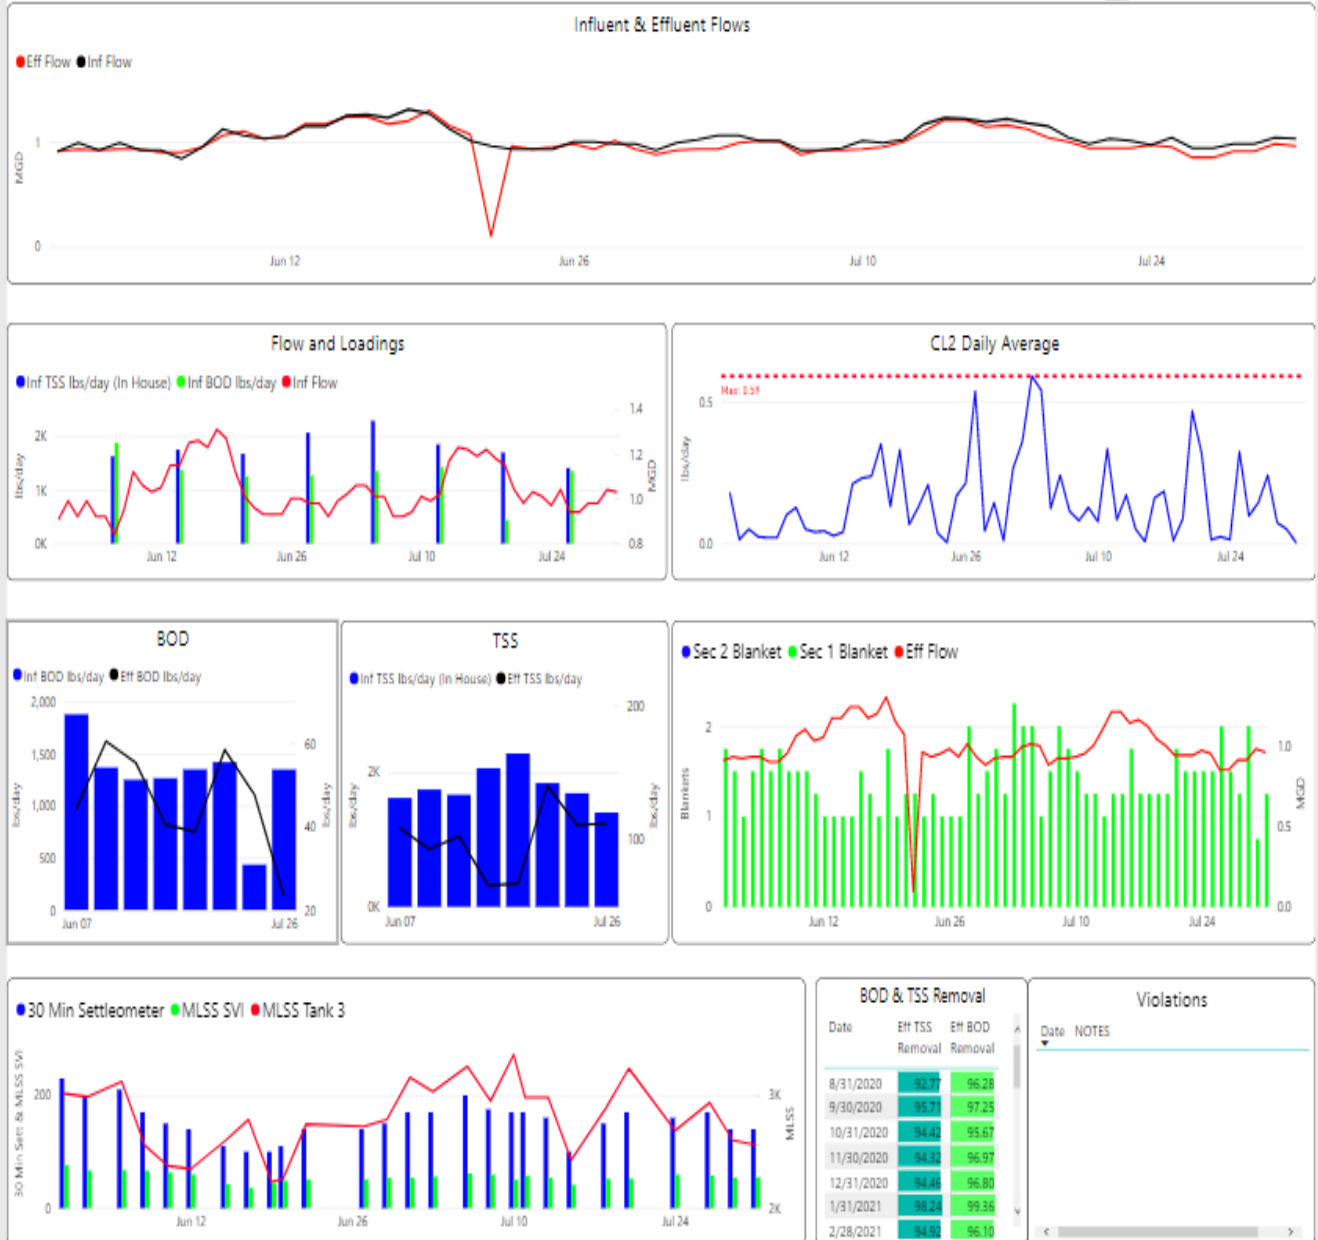 Influent & Effluent Flows
Eff Flow Inf Flow
1
MGD
0
Jun 12 Jun 26 Jul 10 Jul 24
Flow and Loadings
Inf TSS lbs/day (In House) Inf BOD lbs/day Inf Flow
1.4
2K
1.2
lbs/day
MGD
1K
1.0
0K
0.8
Jun 12 Jun 26 Jul 10 Jul 24
CL2 Daily Average
Max: 0.59
0.5
lbs/day
0.0
Jun 12 Jun 26 Jul 10 Jul 24
BOD
Inf BOD lbs/day Eff BOD lbs/day
2,000
60
1,500
1,000
lbs/day
lbs/day
40
500
0
20
Jun 07 Jul 26
TSS
Inf TSS lbs/day (In House) Eff TSS lbs/day
200
2K
lbs/day
lbs/day
100
0K
Jun 07 Jul 26
Sec 2 Blanket Sec 1 Blanket Eff Flow
2
1.0
Blankets
MGD
1
0.5
0
0.0
Jun 12 Jun 26 Jul 10 Jul 24
30 Min Settleometer MLSS SVI MLSS Tank 3
30 Min Sett & MLSS SVI
200
3K
MLSS
0
2K
Jun 12 Jun 26 Jul 10 Jul 24
BOD & TSS Removal
Date Eff TSS Removal Eff BOD Removal
8/31/2020 92.77 96.28
9/30/2020 95.71 97.25
10/31/2020 94.42 95.67
11/30/2020 94.32 96.97
12/31/2020 94.46 96.80
1/31/2021 98.24 99.36
2/28/2021 94.92 96.10
Violations
Date NOTES